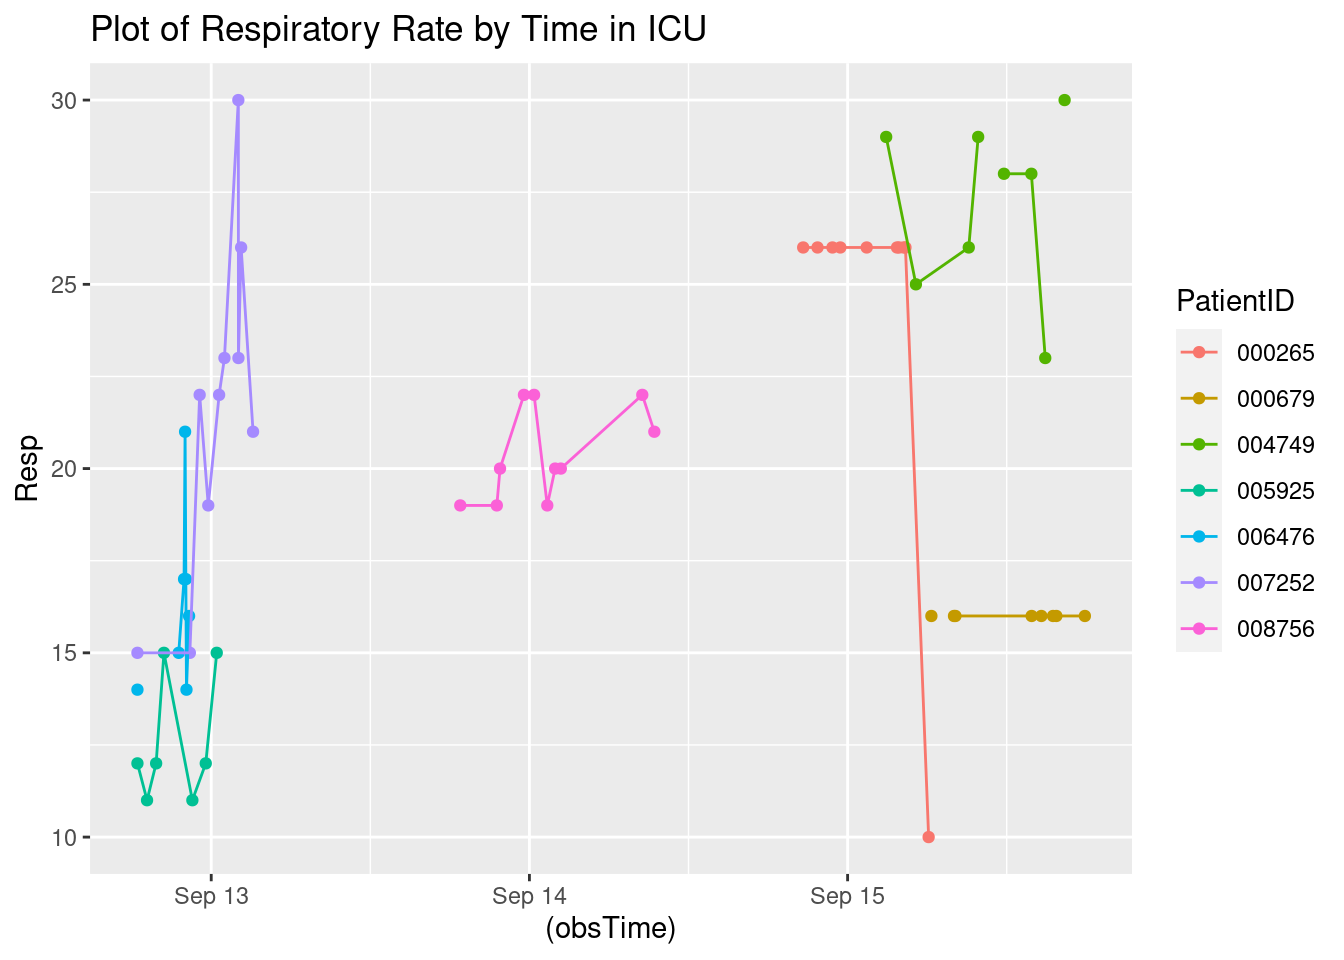 Plot of Respiratory Rate by Time in ICU
30
25
20
15
10
Resp
Sep 13
Sep 14
Sep 15
(obsTime)
PatientID
000265
000679
004749
005925
006476
007252
008756